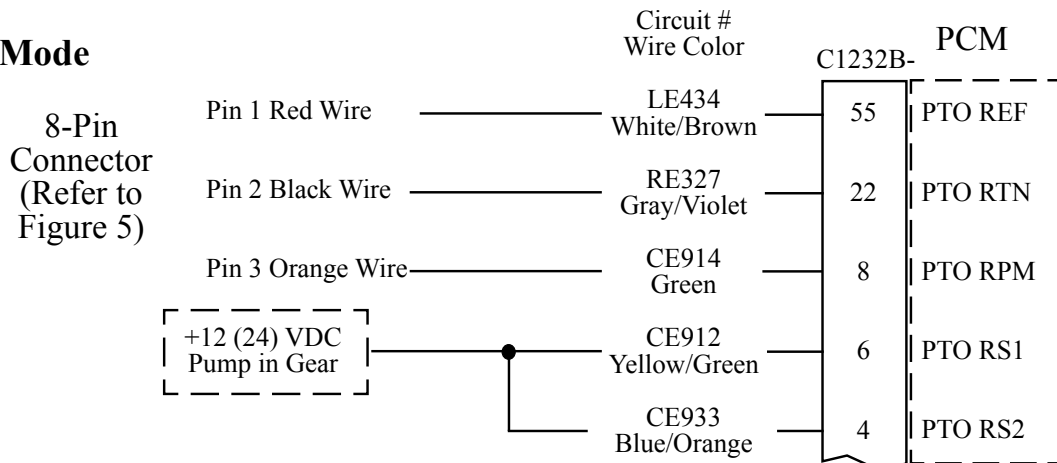 Mode
Circuit #
Wire Color
C1232B-
PCM
8-Pin
Connector
(Refer to
Figure 5)
Pin 1 Red Wire
LE434
White/Brown
55
PTO REF
Pin 2 Black Wire
RE327
Gray/Violet
22
PTO RTN
Pin 3 Orange Wire
CE914
Green
8
PTO RPM
+12 (24) VDC
Pump in Gear
CE912
Yellow/Green
6
PTO RS1
CE933
Blue/Orange
4
PTO RS2